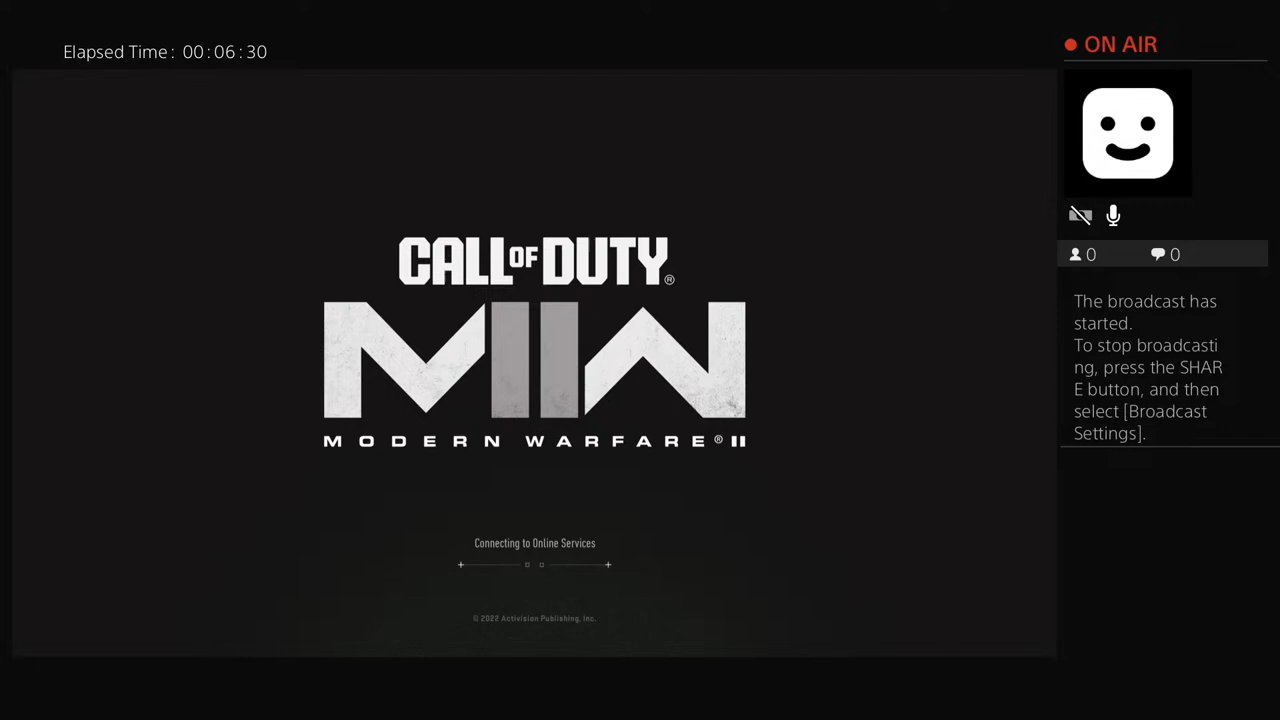 Elapsed Time: 00:06:30
ON AIR
0 0
The broadcast has
started.
To stop broadcasti
ng, press the SHAR
E button, and then
select [Broadcast
Settings].
CALL OF DUTY®
MIIW
MODERN WARFARE® II
Connecting to Online Services
© 2022 Activision Publishing, Inc.